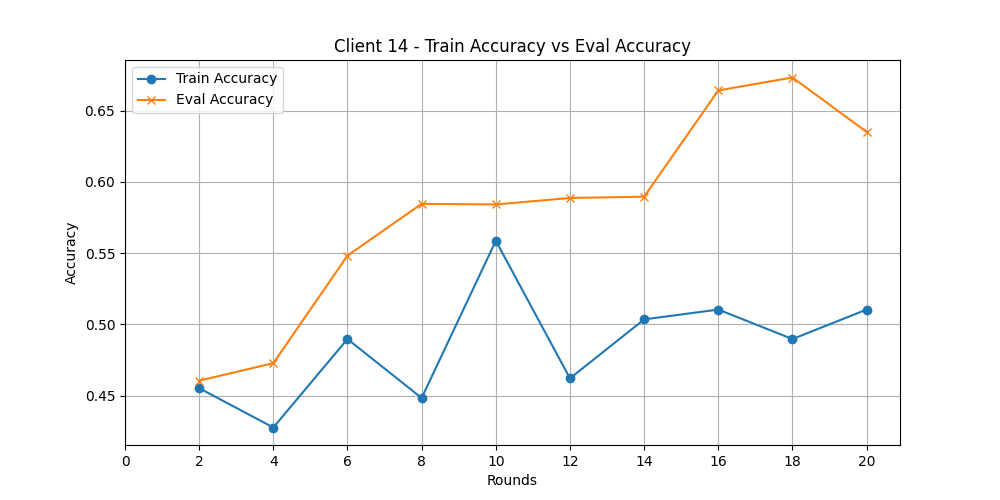 Client 14 - Train Accuracy vs Eval Accuracy
Train Accuracy
Eval Accuracy
0.65
0.60
0.55
0.50
0.45
Accuracy
0 2 4 6 8 10 12 14 16 18 20
Rounds